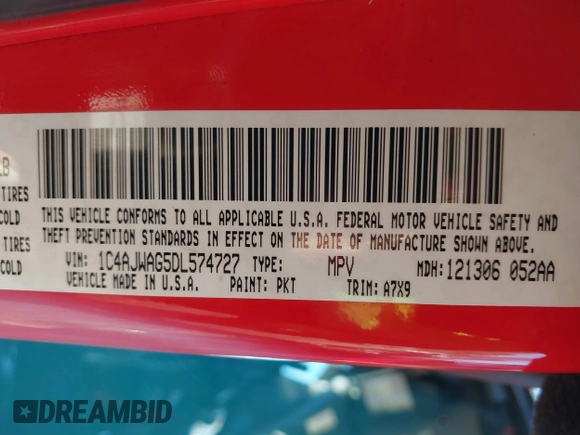 LB
TIRES
COLD
TIRES
COLD
THIS VEHICLE CONFORMS TO ALL APPLICABLE U.S.A. FEDERAL MOTOR VEHICLE SAFETY AND
THEFT PREVENTION STANDARDS IN EFFECT ON THE DATE OF MANUFACTURE SHOWN ABOVE.
VIN: 1C4AJWAG5DL574727 TYPE: MPV MDH:121306 052AA
VEHICLE MADE IN U.S.A. PAINT: PKT TRIM: A7X9
DREAMBID